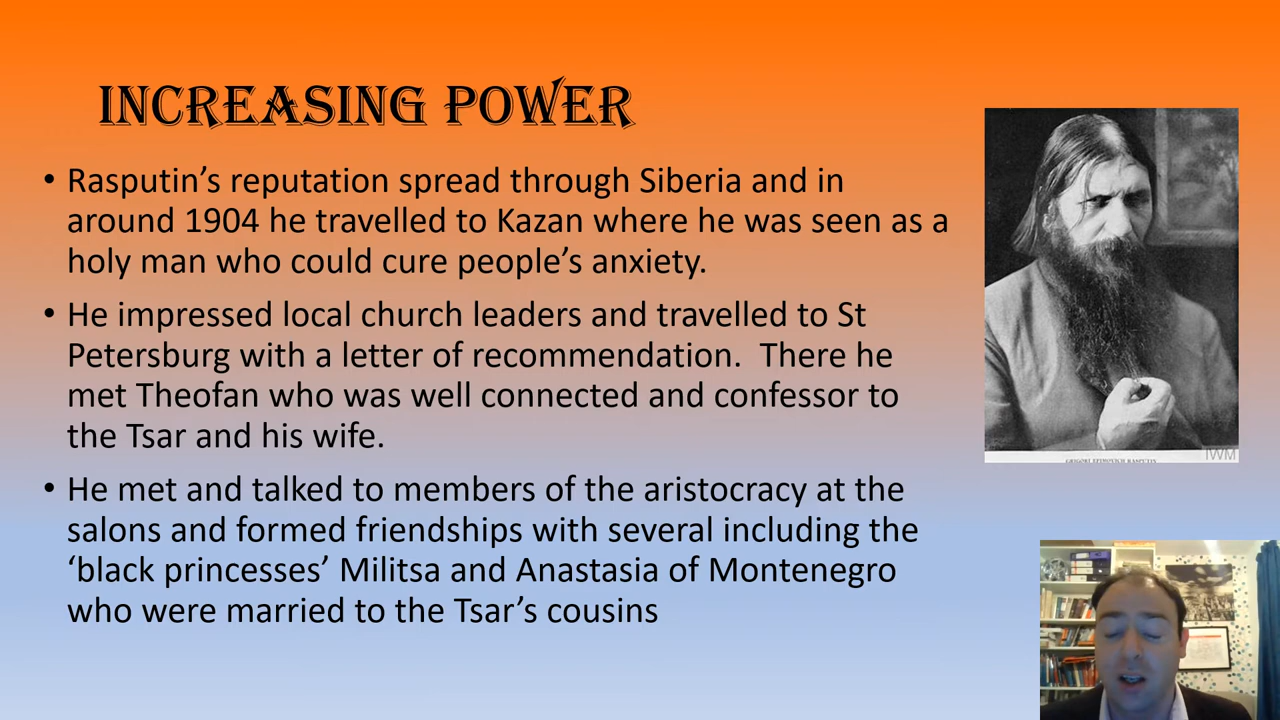 INCREASING POWER
• Rasputin’s reputation spread through Siberia and in
around 1904 he travelled to Kazan where he was seen as a
holy man who could cure people’s anxiety.
• He impressed local church leaders and travelled to St
Petersburg with a letter of recommendation.  There he
met Theofan who was well connected and confessor to
the Tsar and his wife.
• He met and talked to members of the aristocracy at the
salons and formed friendships with several including the
‘black princesses’ Militsa and Anastasia of Montenegro
who were married to the Tsar’s cousins
IWM